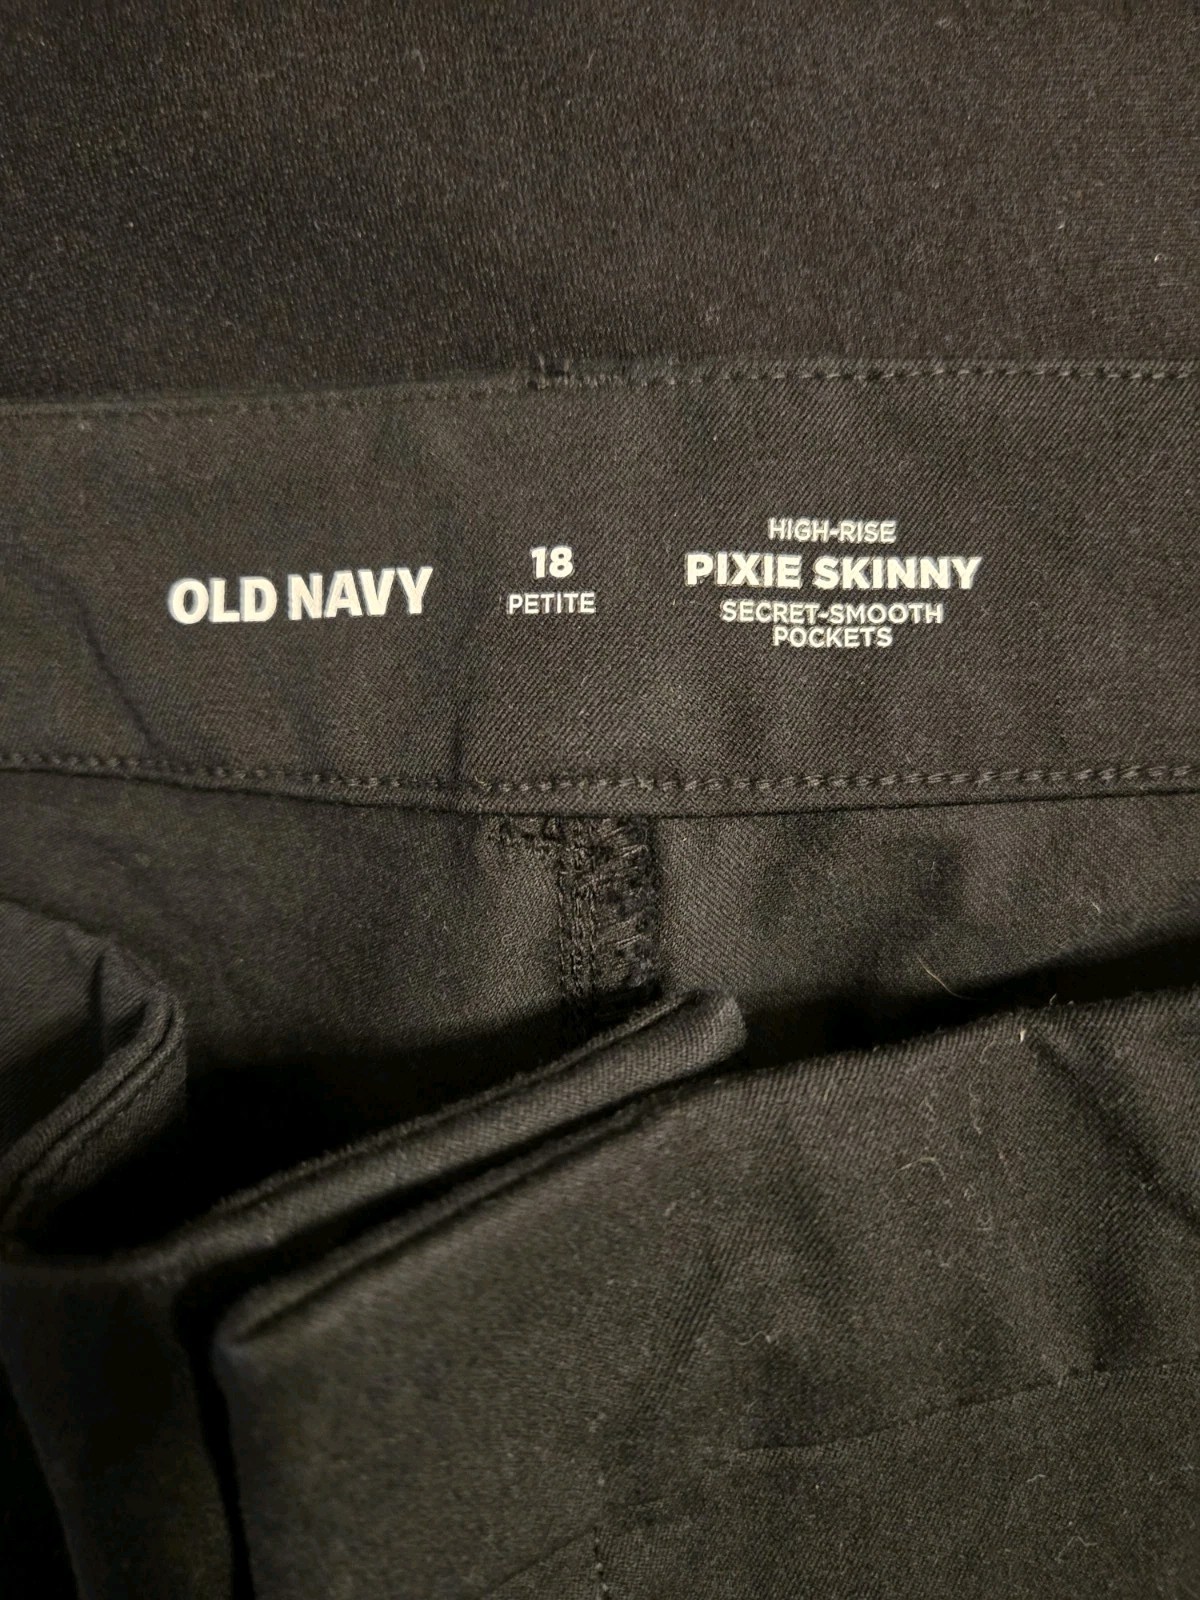 OLD NAVY
18
PETITE
HIGH-RISE
PIXIE SKINNY
SECRET-SMOOTH
POCKETS